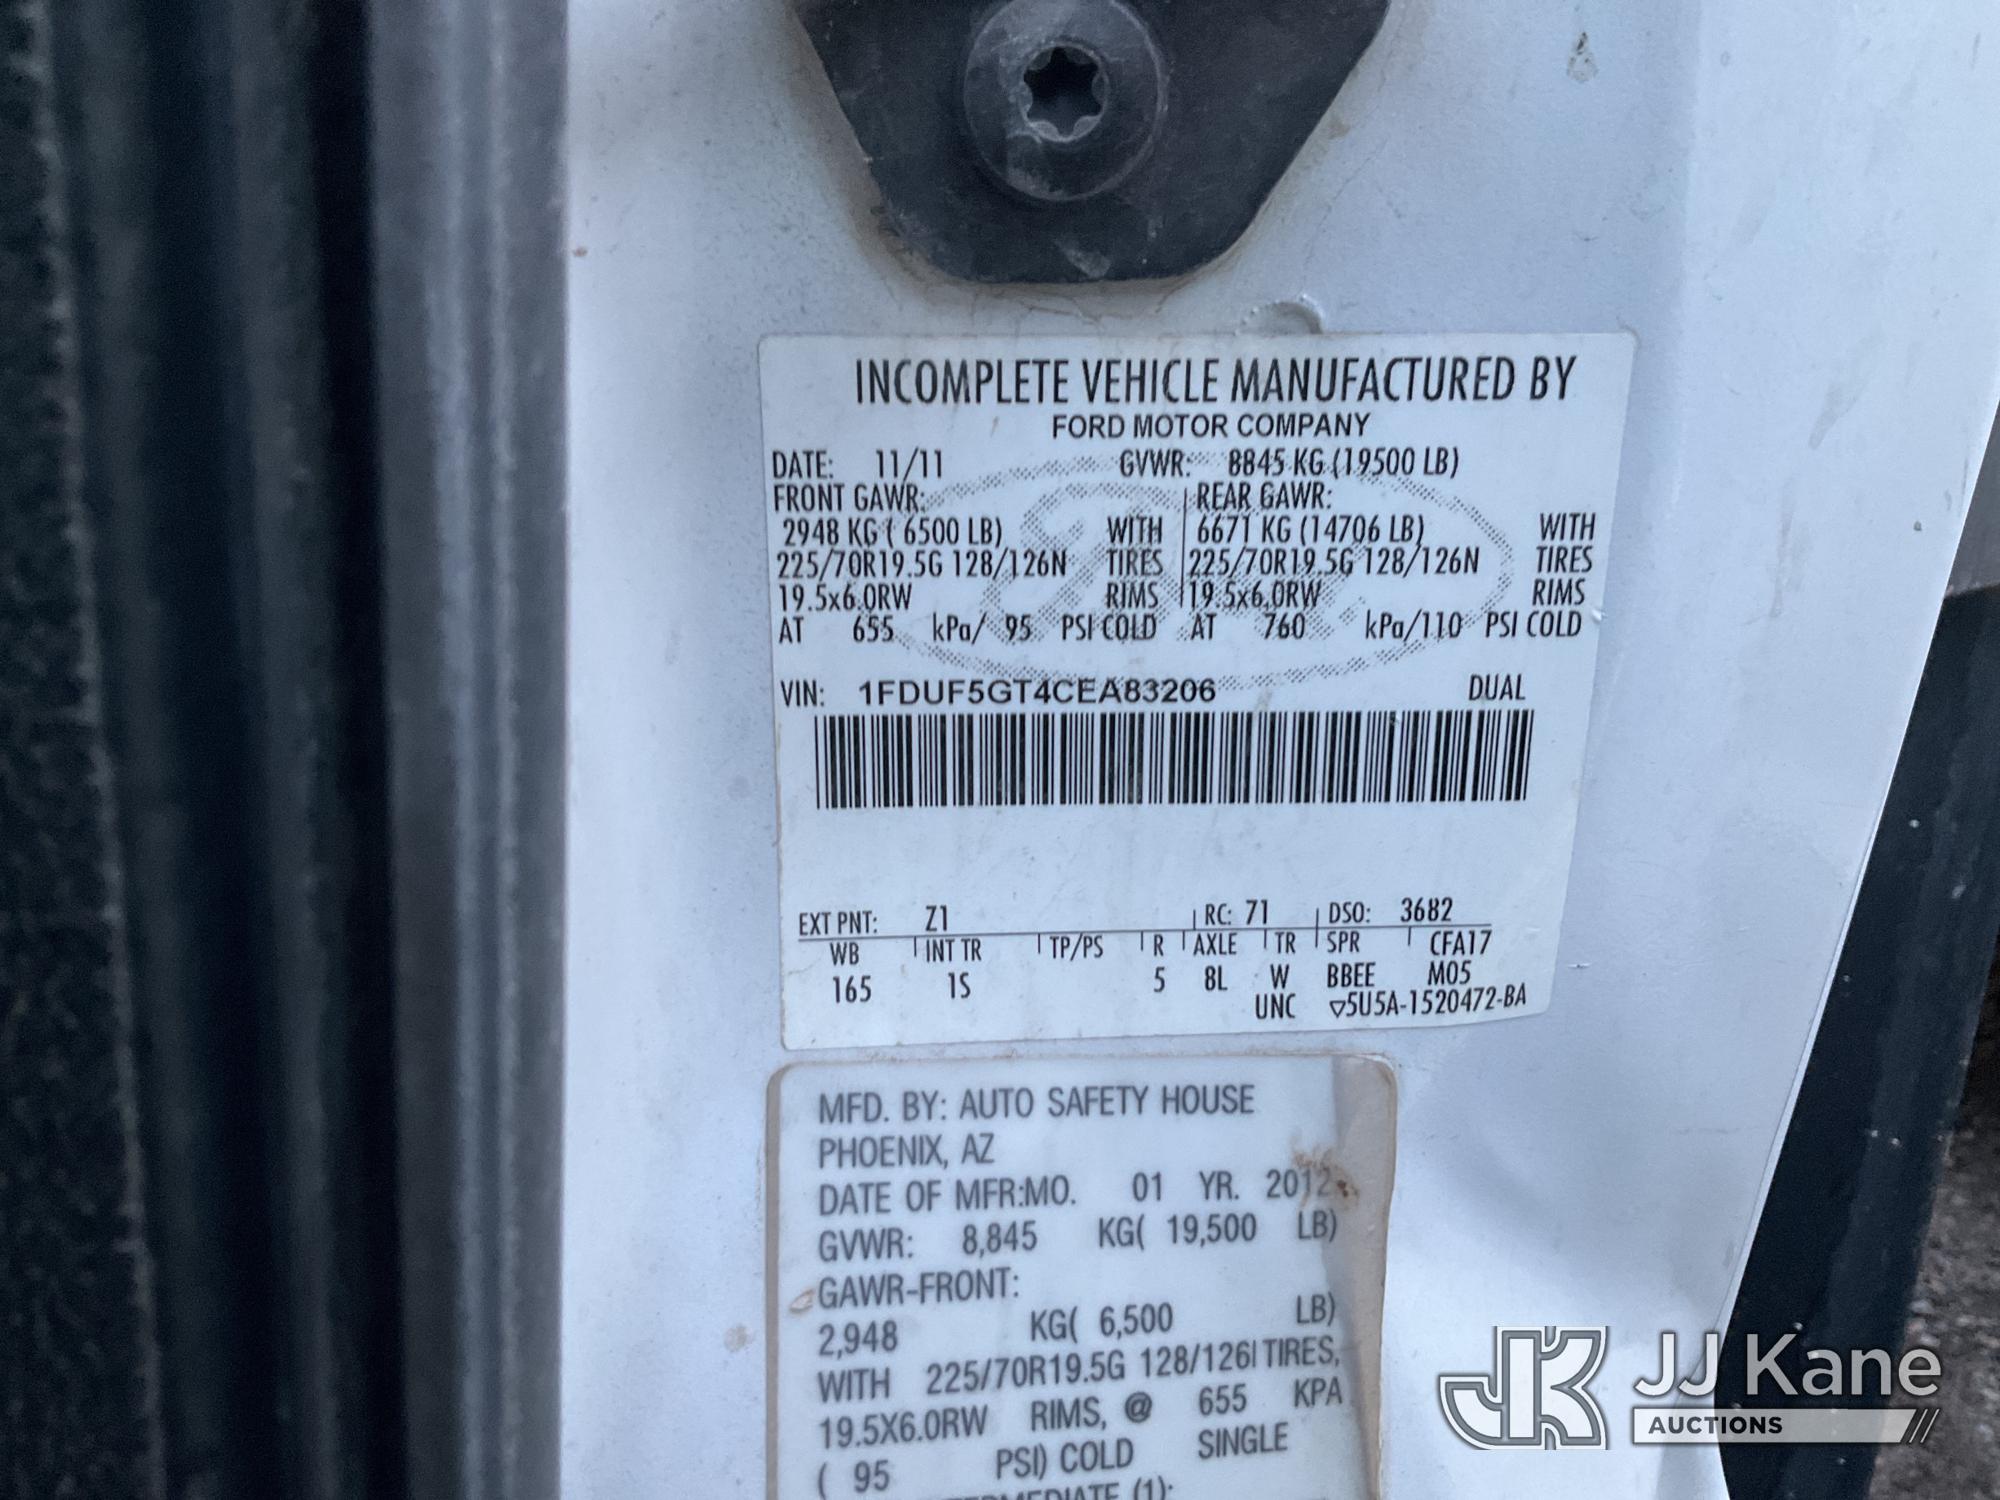 INCOMPLETE VEHICLE MANUFACTURED BY
FORD MOTOR COMPANY
DATE: 11/11 GVWR: 8845 KG (19500 LB)
FRONT GAWR: REAR GAWR:
2948 KG ( 6500 LB) WITH 6671 KG (14706 LB) WITH
225/70R19.5G 128/126N TIRES 225/70R19.5G 128/126N TIRES
19.5x6.0RW RIMS 19.5x6.0RW RIMS
AT 655 kPa/ 95 PSI COLD AT 760 kPa/110 PSI COLD
VIN: 1FDUF5GT4CEA83206 DUAL
EXT PNT: Z1 RC: 71 DSO: 3682
WB INT TR TP/PS R AXLE TR SPR CFA17
165 1S 5 8L W BBEE M05
UNC ▽5U5A-1520472-BA
MFD. BY: AUTO SAFETY HOUSE
PHOENIX, AZ
DATE OF MFR:MO. 01 YR. 2012
GVWR: 8,845 KG( 19,500 LB)
GAWR-FRONT:
2,948 KG( 6,500 LB)
WITH 225/70R19.5G 128/126I TIRES,
19.5X6.0RW RIMS, @ 655 KPA
( 95 PSI) COLD SINGLE
(1):
JK JJ Kane
AUCTIONS